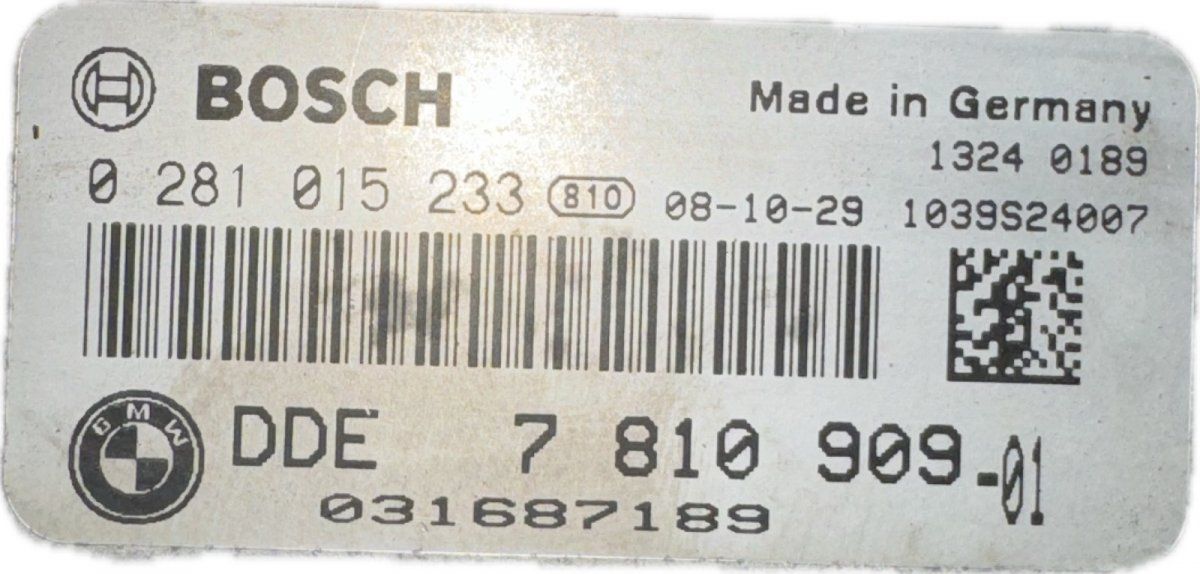 BOSCH
Made in Germany
1324 0189
0 281 015 233 810 08-10-29 1039S24007
BMW
DDE 7 810 909-01
031687189